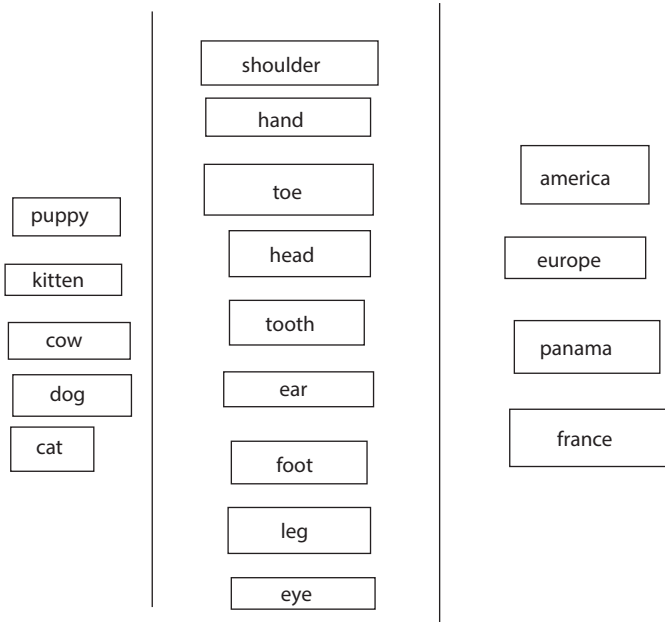 puppy
kitten
cow
dog
cat
shoulder
hand
toe
head
tooth
ear
foot
leg
eye
america
europe
panama
france